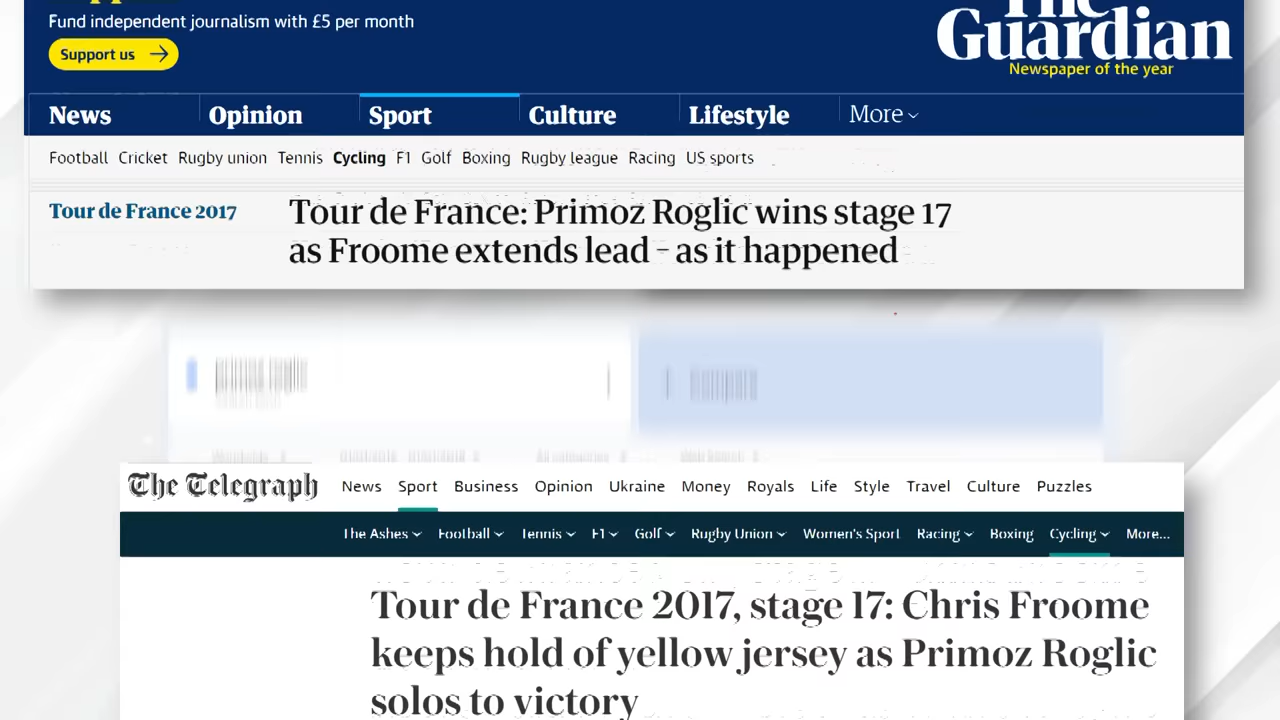 Fund independent journalism with £5 per month
Support us
The
Guardian
Newspaper of the year
News Opinion Sport Culture Lifestyle More
Football Cricket Rugby union Tennis Cycling F1 Golf Boxing Rugby league Racing US sports
Tour de France 2017
Tour de France: Primoz Roglic wins stage 17
as Froome extends lead – as it happened
The Telegraph
News Sport Business Opinion Ukraine Money Royals Life Style Travel Culture Puzzles
The Ashes Football Tennis F1 Golf Rugby Union Women's Sport Racing Boxing Cycling More...
Tour de France 2017, stage 17: Chris Froome
keeps hold of yellow jersey as Primoz Roglic
solos to victory